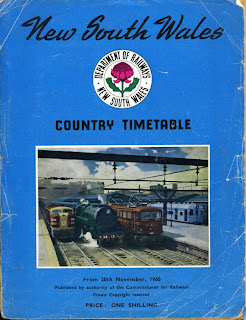 New South Wales
DEPARTMENT OF RAILWAYS
NEW SOUTH WALES
COUNTRY TIMETABLE
From 20th November, 1960
Published by authority of the Commissioner for Railways
Crown Copyright reserved
PRICE: ONE SHILLING